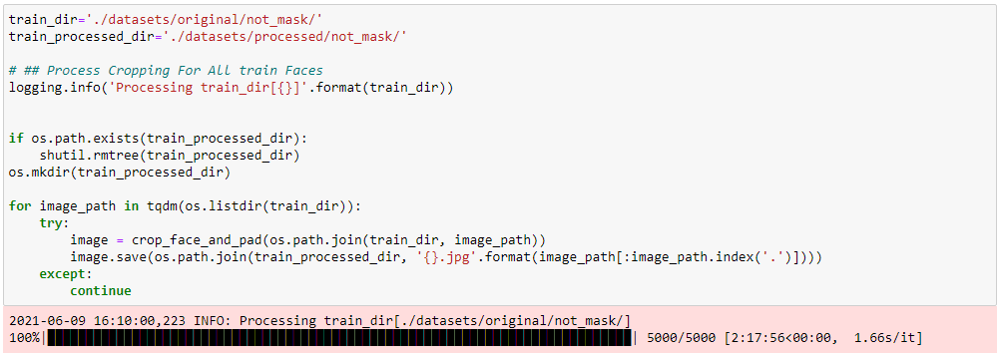 train_dir='./datasets/original/not_mask/'
train_processed_dir='./datasets/processed/not_mask/'
# ## Process Cropping For All train Faces
logging.info('Processing train_dir[{}]'.format(train_dir))
if os.path.exists(train_processed_dir):
    shutil.rmtree(train_processed_dir)
os.mkdir(train_processed_dir)
for image_path in tqdm(os.listdir(train_dir)):
    try:
        image = crop_face_and_pad(os.path.join(train_dir, image_path))
        image.save(os.path.join(train_processed_dir, '{}.jpg'.format(image_path[:image_path.index('.')])))
    except:
        continue
2021-06-09 16:10:00,223 INFO: Processing train_dir[./datasets/original/not_mask/]
100%|██████████| 5000/5000 [2:17:56<00:00,  1.66s/it]